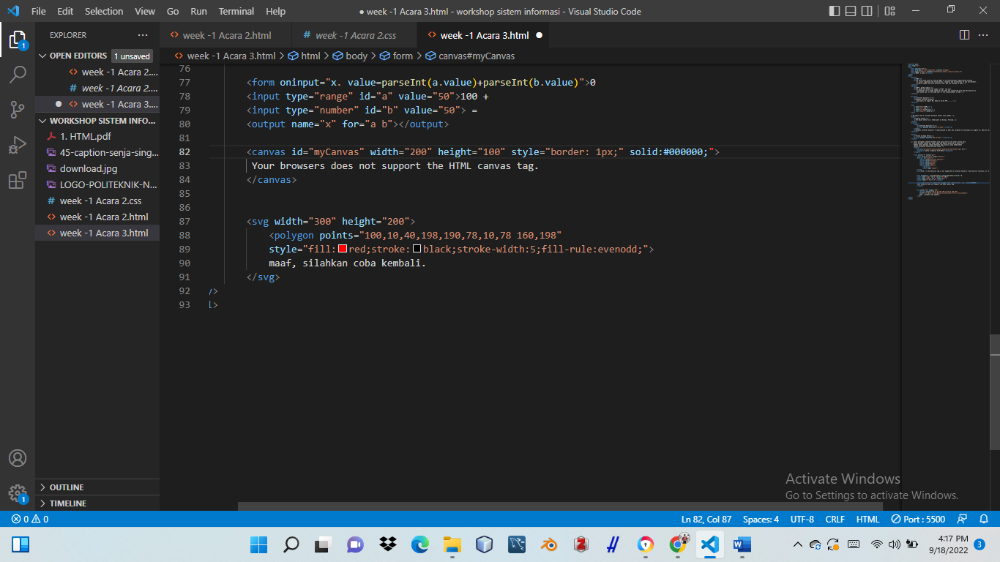 File Edit Selection View Go Run Terminal Help
● week -1 Acara 3.html - workshop sistem informasi - Visual Studio Code
EXPLORER ···
week -1 Acara 2.html
# week -1 Acara 2.css
<> week -1 Acara 3.html ●
OPEN EDITORS 1 unsaved
<> week -1 Acara 2....
# week -1 Acara 2....
● <> week -1 Acara 3....
WORKSHOP SISTEM INFO...
1. HTML.pdf
45-caption-senja-sing...
download.jpg
LOGO-POLITEKNIK-N...
# week -1 Acara 2.css
<> week -1 Acara 2.html
<> week -1 Acara 3.html
OUTLINE
TIMELINE
1
1
<> week -1 Acara 3.html > html > body > form > canvas#myCanvas
76
77 <form oninput="x. value=parseInt(a.value)+parseInt(b.value)">0
78 <input type="range" id="a" value="50">100 +
79 <input type="number" id="b" value="50"> =
80 <output name="x" for="a b"></output>
81
82 <canvas id="myCanvas" width="200" height="100" style="border: 1px;" solid:#000000;">
83 Your browsers does not support the HTML canvas tag.
84 </canvas>
85
86
87 <svg width="300" height="200">
88 <polygon points="100,10,40,198,190,78,10,78 160,198"
89 style="fill:red;stroke:black;stroke-width:5;fill-rule:evenodd;">
90 maaf, silahkan coba kembali.
91 </svg>
92 />
93 l>
Activate Windows
Go to Settings to activate Windows.
0 0
Ln 82, Col 87 Spaces: 4 UTF-8 CRLF HTML Port : 5500
4:17 PM
9/18/2022
3